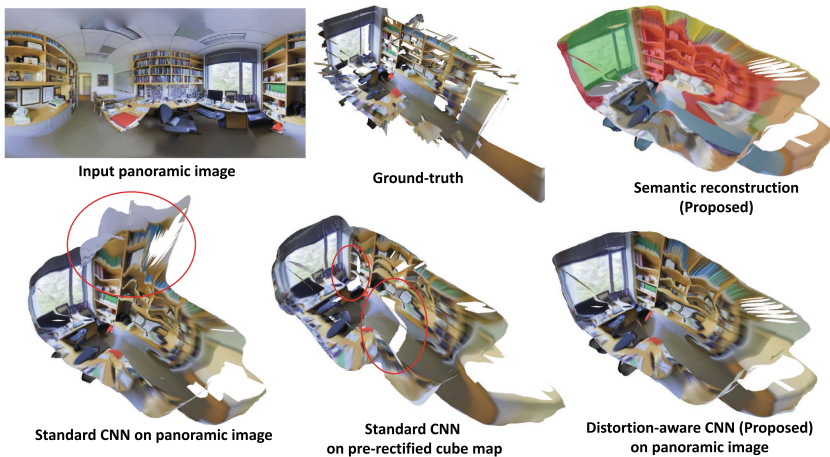 Input panoramic image
Ground-truth
Semantic reconstruction
(Proposed)
Standard CNN on panoramic image
Standard CNN
on pre-rectified cube map
Distortion-aware CNN (Proposed)
on panoramic image